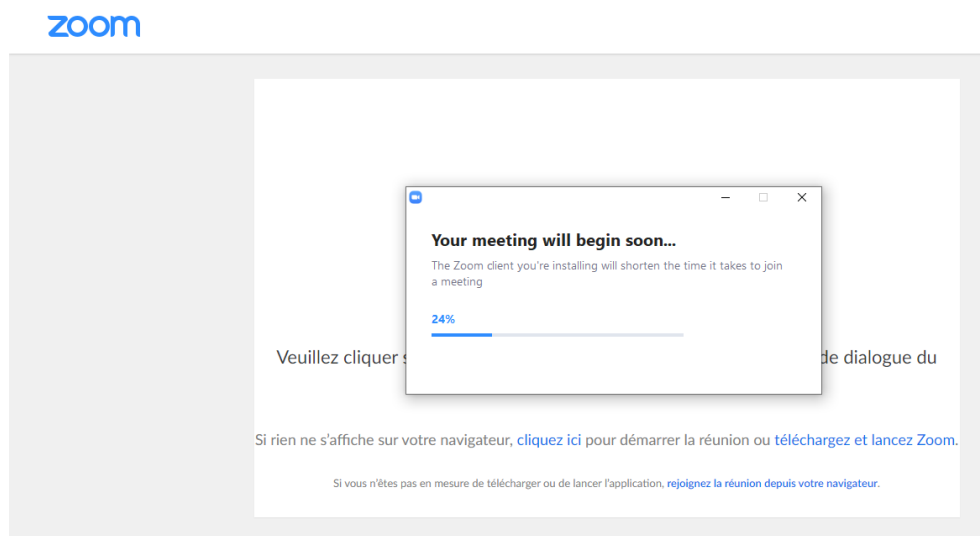 zoom
Your meeting will begin soon...
The Zoom client you're installing will shorten the time it takes to join
a meeting
24%
Veuillez cliquer de dialogue du
Si rien ne s’affiche sur votre navigateur, cliquez ici pour démarrer la réunion ou téléchargez et lancez Zoom.
Si vous n’êtes pas en mesure de télécharger ou de lancer l’application, rejoignez la réunion depuis votre navigateur.